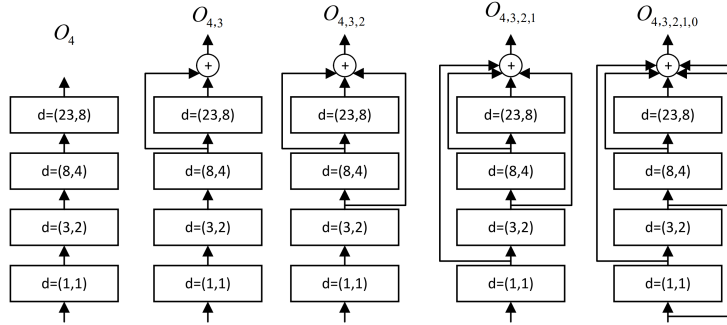 O4 O4,3 O4,3,2 O4,3,2,1 O4,3,2,1,0
+ + + +
d=(23,8) d=(23,8) d=(23,8) d=(23,8) d=(23,8)
d=(8,4) d=(8,4) d=(8,4) d=(8,4) d=(8,4)
d=(3,2) d=(3,2) d=(3,2) d=(3,2) d=(3,2)
d=(1,1) d=(1,1) d=(1,1) d=(1,1) d=(1,1)